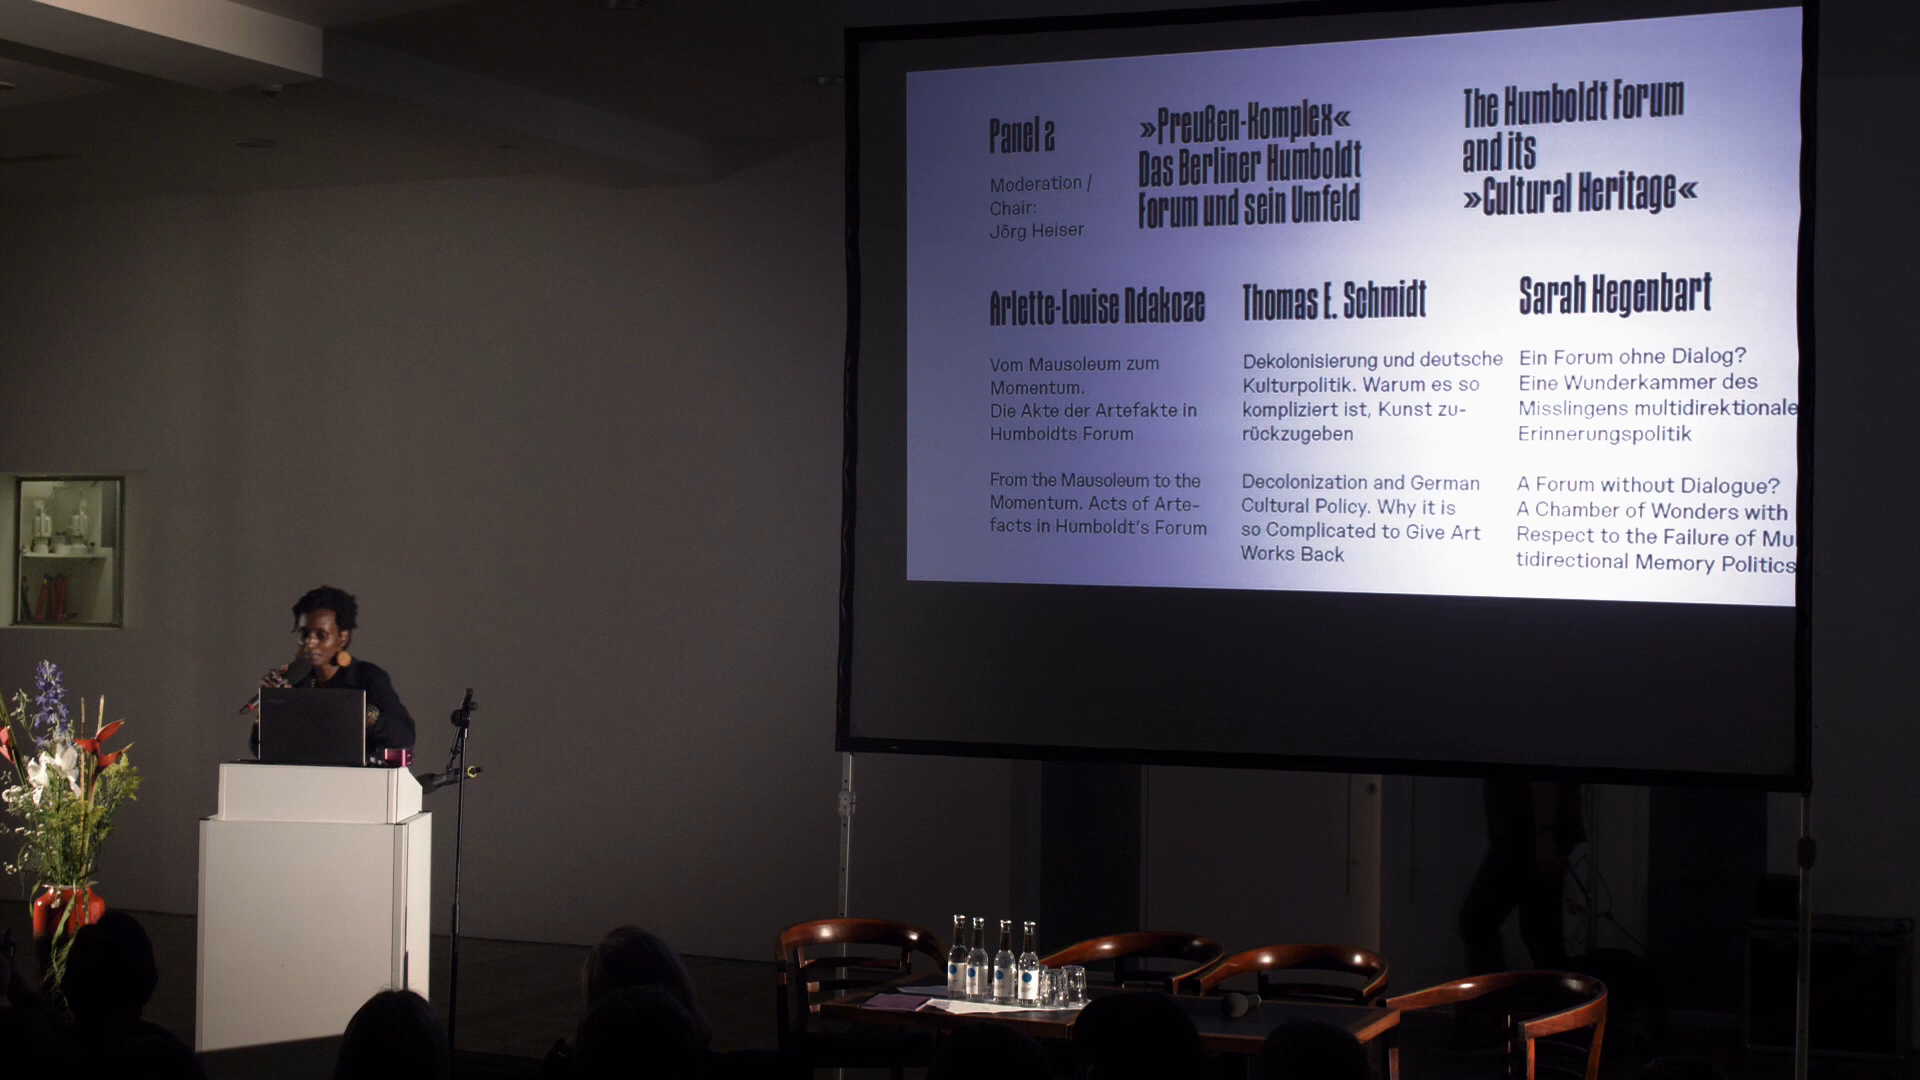 Panel 2
Moderation /
Chair:
Jörg Heiser
»Preußen-Komplex«
Das Berliner Humboldt
Forum und sein Umfeld
The Humboldt Forum
and its
»Cultural Heritage«
Arlette-Louise Ndakoze
Vom Mausoleum zum
Momentum.
Die Akte der Artefakte in
Humboldts Forum
From the Mausoleum to the
Momentum. Acts of Arte-
facts in Humboldt's Forum
Thomas E. Schmidt
Dekolonisierung und deutsche
Kulturpolitik. Warum es so
kompliziert ist, Kunst zu-
rückzugeben
Decolonization and German
Cultural Policy. Why it is
so Complicated to Give Art
Works Back
Sarah Hegenbart
Ein Forum ohne Dialog?
Eine Wunderkammer des
Misslingens multidirektionale
Erinnerungspolitik
A Forum without Dialogue?
A Chamber of Wonders with
Respect to the Failure of Mu
tidirectional Memory Politics